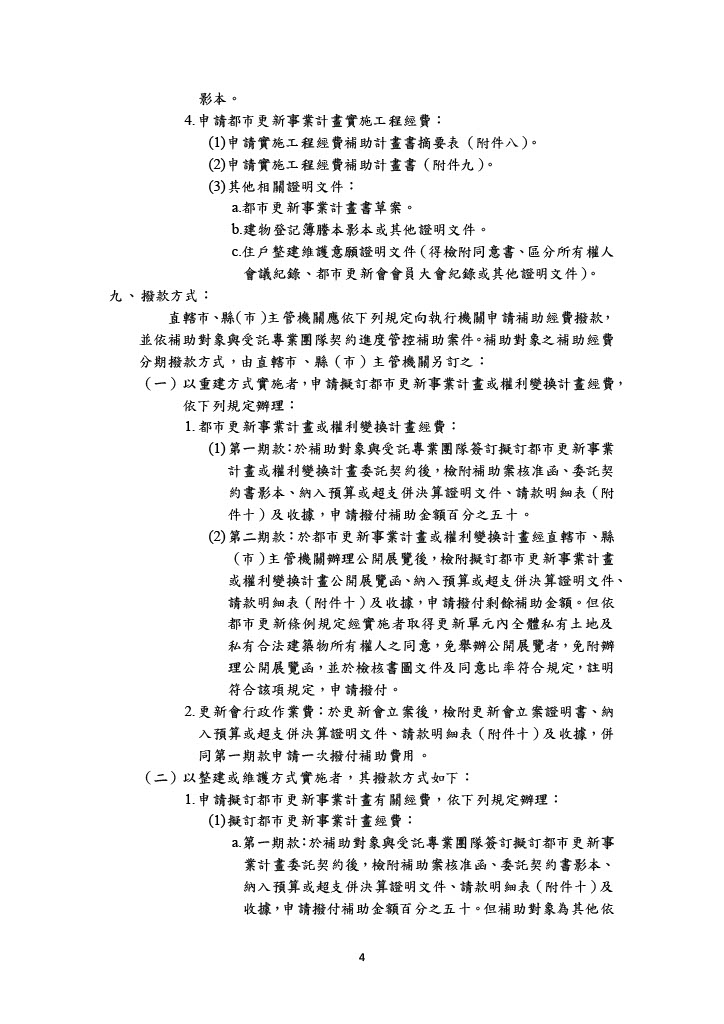 影本。
4.申請都市更新事業計畫實施工程經費：
(1)申請實施工程經費補助計畫書摘要表（附件八）。
(2)申請實施工程經費補助計畫書（附件九）。
(3)其他相關證明文件：
a.都市更新事業計畫書草案。
b.建物登記簿謄本影本或其他證明文件。
c.住戶整建維護意願證明文件（得檢附同意書、區分所有權人
會議紀錄、都市更新會會員大會紀錄或其他證明文件）。
九、撥款方式：
直轄市、縣(市)主管機關應依下列規定向執行機關申請補助經費撥款，
並依補助對象與受託專業團隊契約進度管控補助案件。補助對象之補助經費
分期撥款方式，由直轄市、縣（市）主管機關另訂之：
（一）以重建方式實施者，申請擬訂都市更新事業計畫或權利變換計畫經費，
依下列規定辦理：
1.都市更新事業計畫或權利變換計畫經費：
(1)第一期款：於補助對象與受託專業團隊簽訂擬訂都市更新事業
計畫或權利變換計畫委託契約後，檢附補助案核准函、委託契
約書影本、納入預算或超支併決算證明文件、請款明細表（附
件十）及收據，申請撥付補助金額百分之五十。
(2)第二期款：於都市更新事業計畫或權利變換計畫經直轄市、縣
（市）主管機關辦理公開展覽後，檢附擬訂都市更新事業計畫
或權利變換計畫公開展覽函、納入預算或超支併決算證明文件、
請款明細表（附件十）及收據，申請撥付剩餘補助金額。但依
都市更新條例規定經實施者取得更新單元內全體私有土地及
私有合法建築物所有權人之同意，免舉辦公開展覽者，免附辦
理公開展覽函，並於檢核書圖文件及同意比率符合規定，註明
符合該項規定，申請撥付。
2.更新會行政作業費：於更新會立案後，檢附更新會立案證明書、納
入預算或超支併決算證明文件、請款明細表（附件十）及收據，併
同第一期款申請一次撥付補助費用。
（二）以整建或維護方式實施者，其撥款方式如下：
1.申請擬訂都市更新事業計畫有關經費，依下列規定辦理：
(1)擬訂都市更新事業計畫經費：
a.第一期款：於補助對象與受託專業團隊簽訂擬訂都市更新事
業計畫委託契約後，檢附補助案核准函、委託契約書影本、
納入預算或超支併決算證明文件、請款明細表（附件十）及
收據，申請撥付補助金額百分之五十。但補助對象為其他依
4